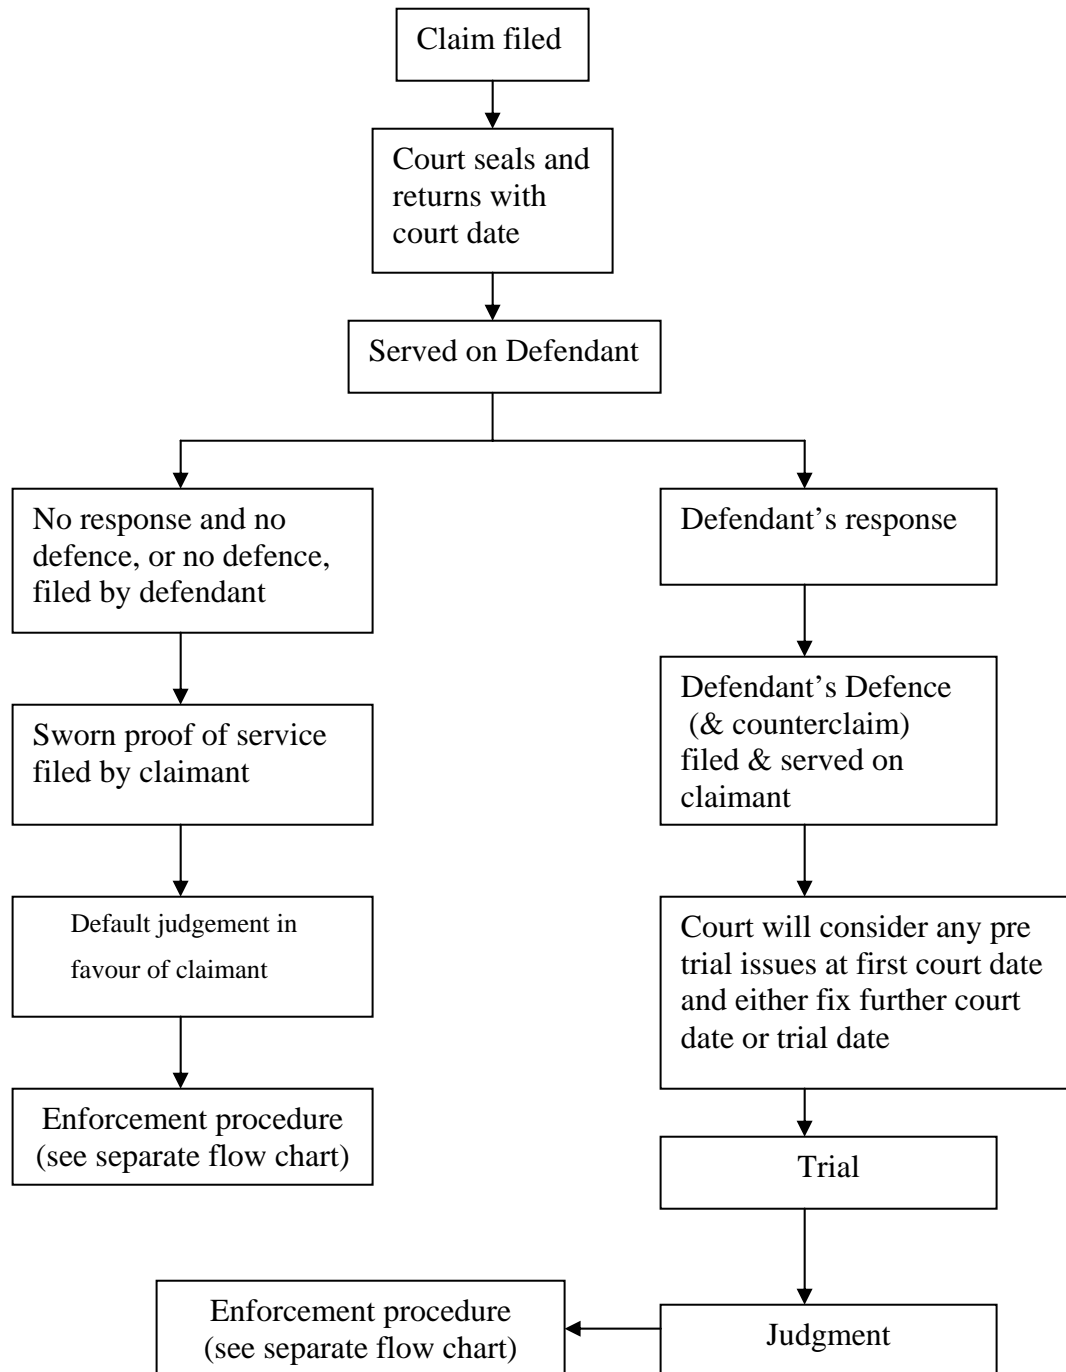 Claim filed
Court seals and
returns with
court date
Served on Defendant
No response and no
defence, or no defence,
filed by defendant
Sworn proof of service
filed by claimant
Default judgement in
favour of claimant
Enforcement procedure
(see separate flow chart)
Defendant’s response
Defendant’s Defence
(& counterclaim)
filed & served on
claimant
Court will consider any pre
trial issues at first court date
and either fix further court
date or trial date
Trial
Judgment
Enforcement procedure
(see separate flow chart)